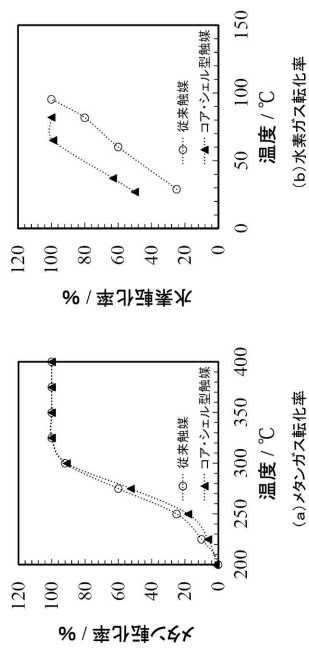 メタン転化率 / %
120
100
80
60
40
20
0
従来触媒
コア・シェル型触媒
200
250
300
350
400
温度 / ℃
(a)メタンガス転化率
水素転化率 / %
120
100
80
60
40
20
0
従来触媒
コア・シェル型触媒
0
50
100
150
温度 / ℃
(b)水素ガス転化率